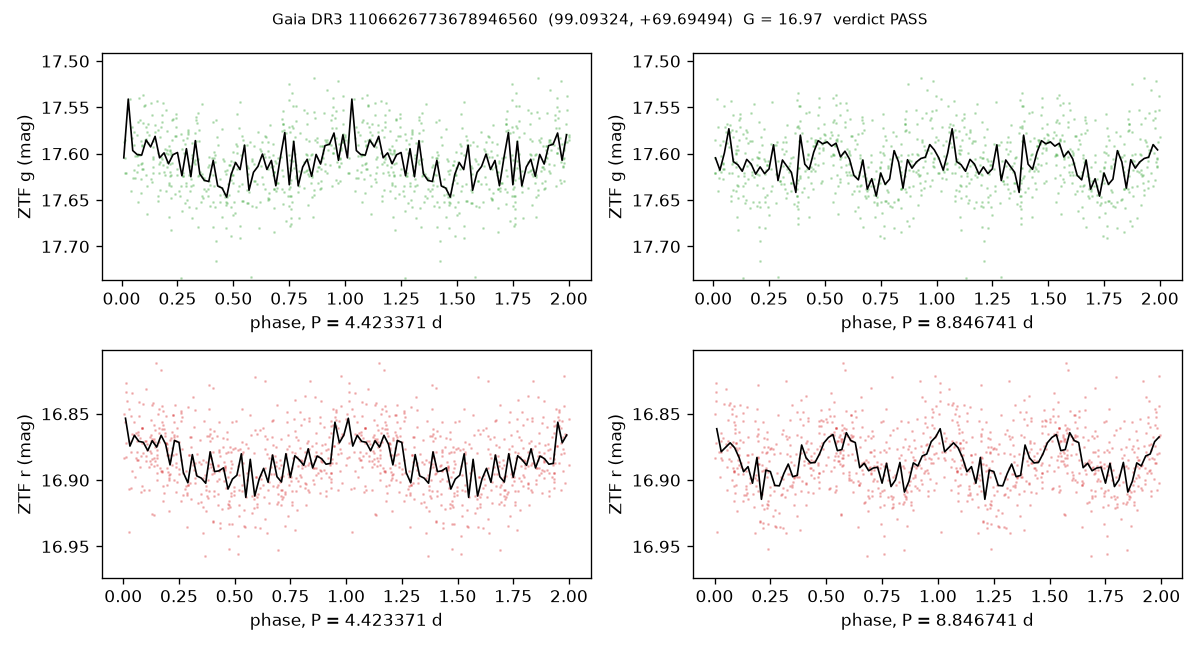 Gaia DR3 1106626773678946560 (99.09324, +69.69494) G = 16.97 verdict PASS
17.50
17.55
17.60
17.65
17.70
ZTF g (mag)
0.00 0.25 0.50 0.75 1.00 1.25 1.50 1.75 2.00
phase, P = 4.423371 d
17.50
17.55
17.60
17.65
17.70
ZTF g (mag)
0.00 0.25 0.50 0.75 1.00 1.25 1.50 1.75 2.00
phase, P = 8.846741 d
16.85
16.90
16.95
ZTF r (mag)
0.00 0.25 0.50 0.75 1.00 1.25 1.50 1.75 2.00
phase, P = 4.423371 d
16.85
16.90
16.95
ZTF r (mag)
0.00 0.25 0.50 0.75 1.00 1.25 1.50 1.75 2.00
phase, P = 8.846741 d